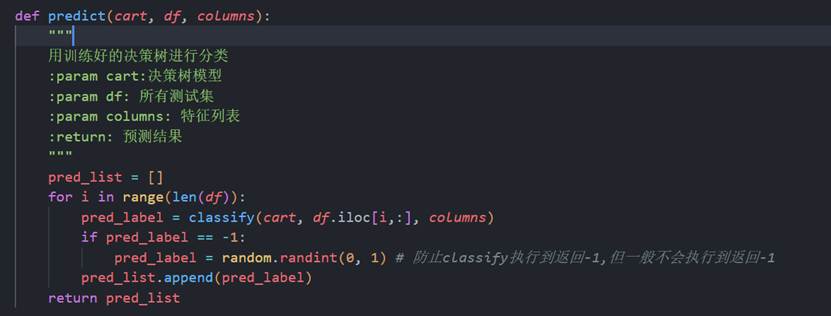 def predict(cart, df, columns):
    """
    用训练好的决策树进行分类
    :param cart:决策树模型
    :param df: 所有测试集
    :param columns: 特征列表
    :return: 预测结果
    """
    pred_list = []
    for i in range(len(df)):
        pred_label = classify(cart, df.iloc[i,:], columns)
        if pred_label == -1:
            pred_label = random.randint(0, 1) # 防止classify执行到返回-1,但一般不会执行到返回-1
        pred_list.append(pred_label)
    return pred_list